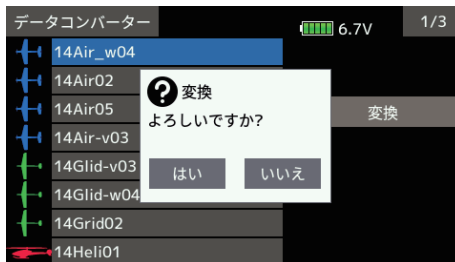 データコンバーター 6.7V 1/3
14Air_w04
14Air02
14Air05
14Air-v03
14Glid-v03
14Glid-w04
14Grid02
14Heli01
変換
変換
よろしいですか?
はい いいえ